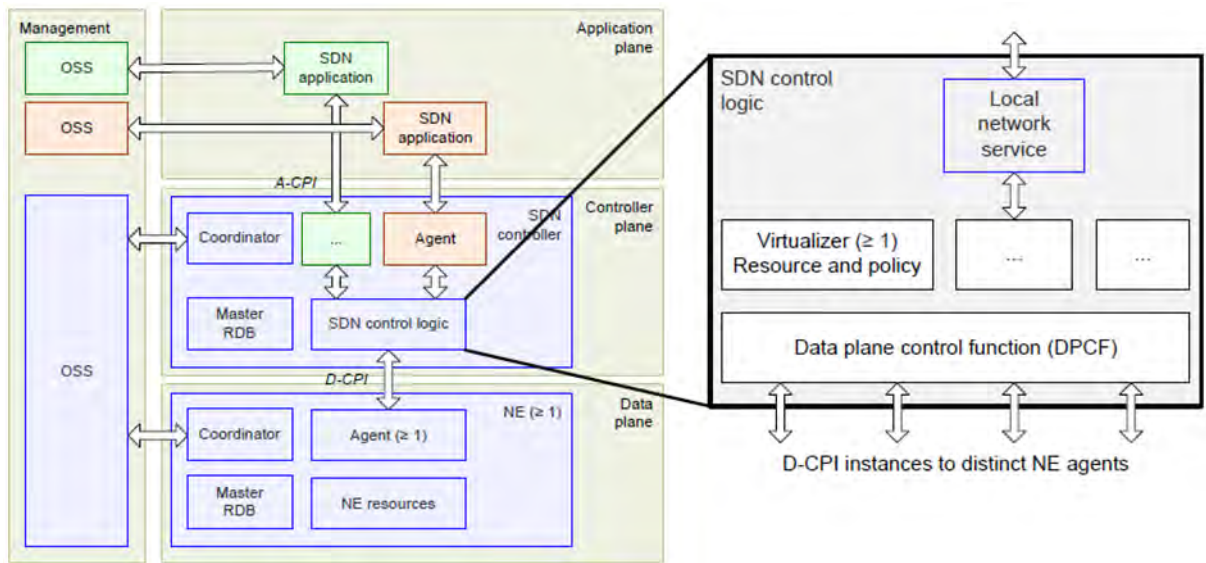 Management
OSS
OSS
OSS
Application
plane
SDN
application
SDN
application
A-CPI
Controller
plane
SDN
controller
Coordinator
...
Agent
Master
RDB
SDN control logic
D-CPI
Data
plane
NE (≥ 1)
Coordinator
Agent (≥ 1)
Master
RDB
NE resources
SDN control
logic
Local
network
service
Virtualizer (≥ 1)
Resource and policy
...
...
Data plane control function (DPCF)
D-CPI instances to distinct NE agents